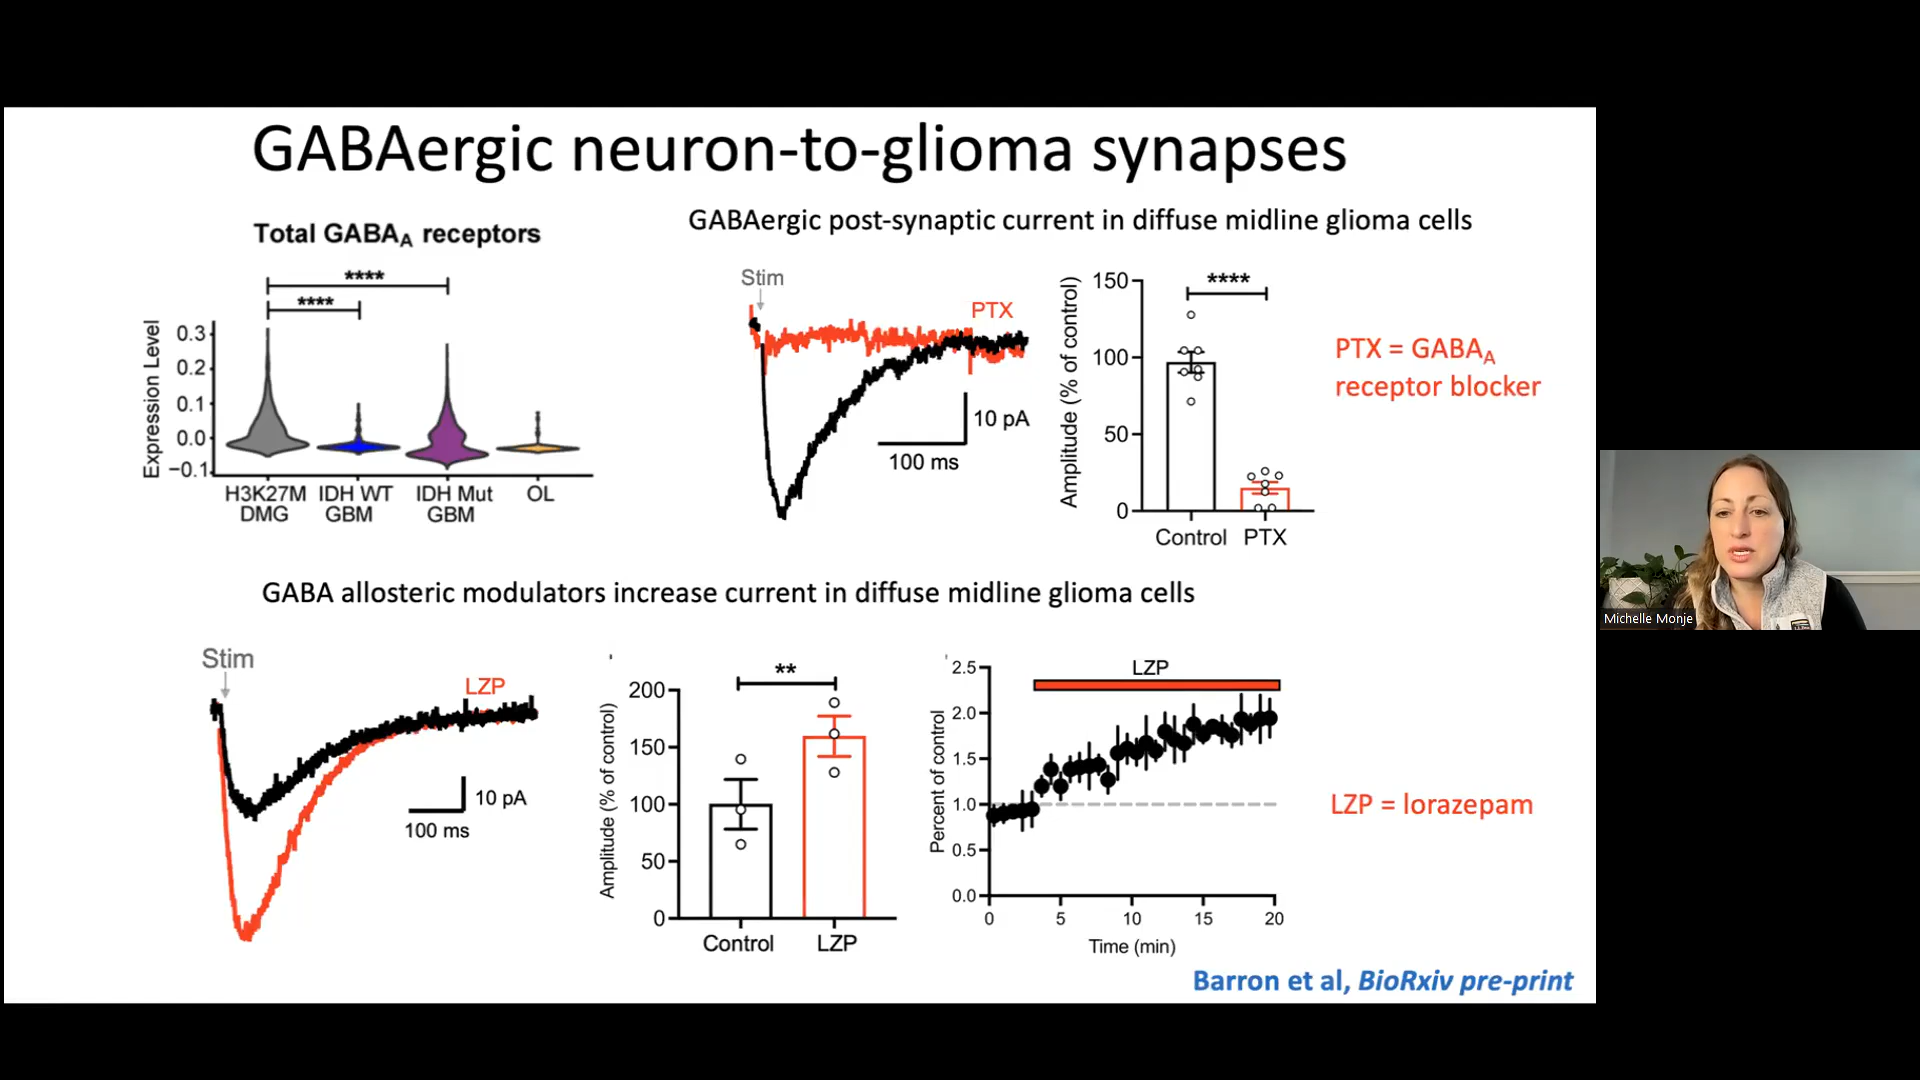 GABAergic neuron-to-glioma synapses
Total GABAA receptors
****
****
Expression Level
0.3
0.2
0.1
0.0
−0.1
H3K27M DMG
IDH WT GBM
IDH Mut GBM
OL
GABAergic post-synaptic current in diffuse midline glioma cells
Stim
PTX
10 pA
100 ms
Amplitude (% of control)
150
100
50
0
****
Control
PTX
PTX = GABAA
receptor blocker
GABA allosteric modulators increase current in diffuse midline glioma cells
Stim
LZP
10 pA
100 ms
Amplitude (% of control)
200
150
100
50
0
**
Control
LZP
Percent of control
2.5
2.0
1.5
1.0
0.5
0.0
LZP
0
5
10
15
20
Time (min)
LZP = lorazepam
Barron et al, BioRxiv pre-print
Michelle Monje